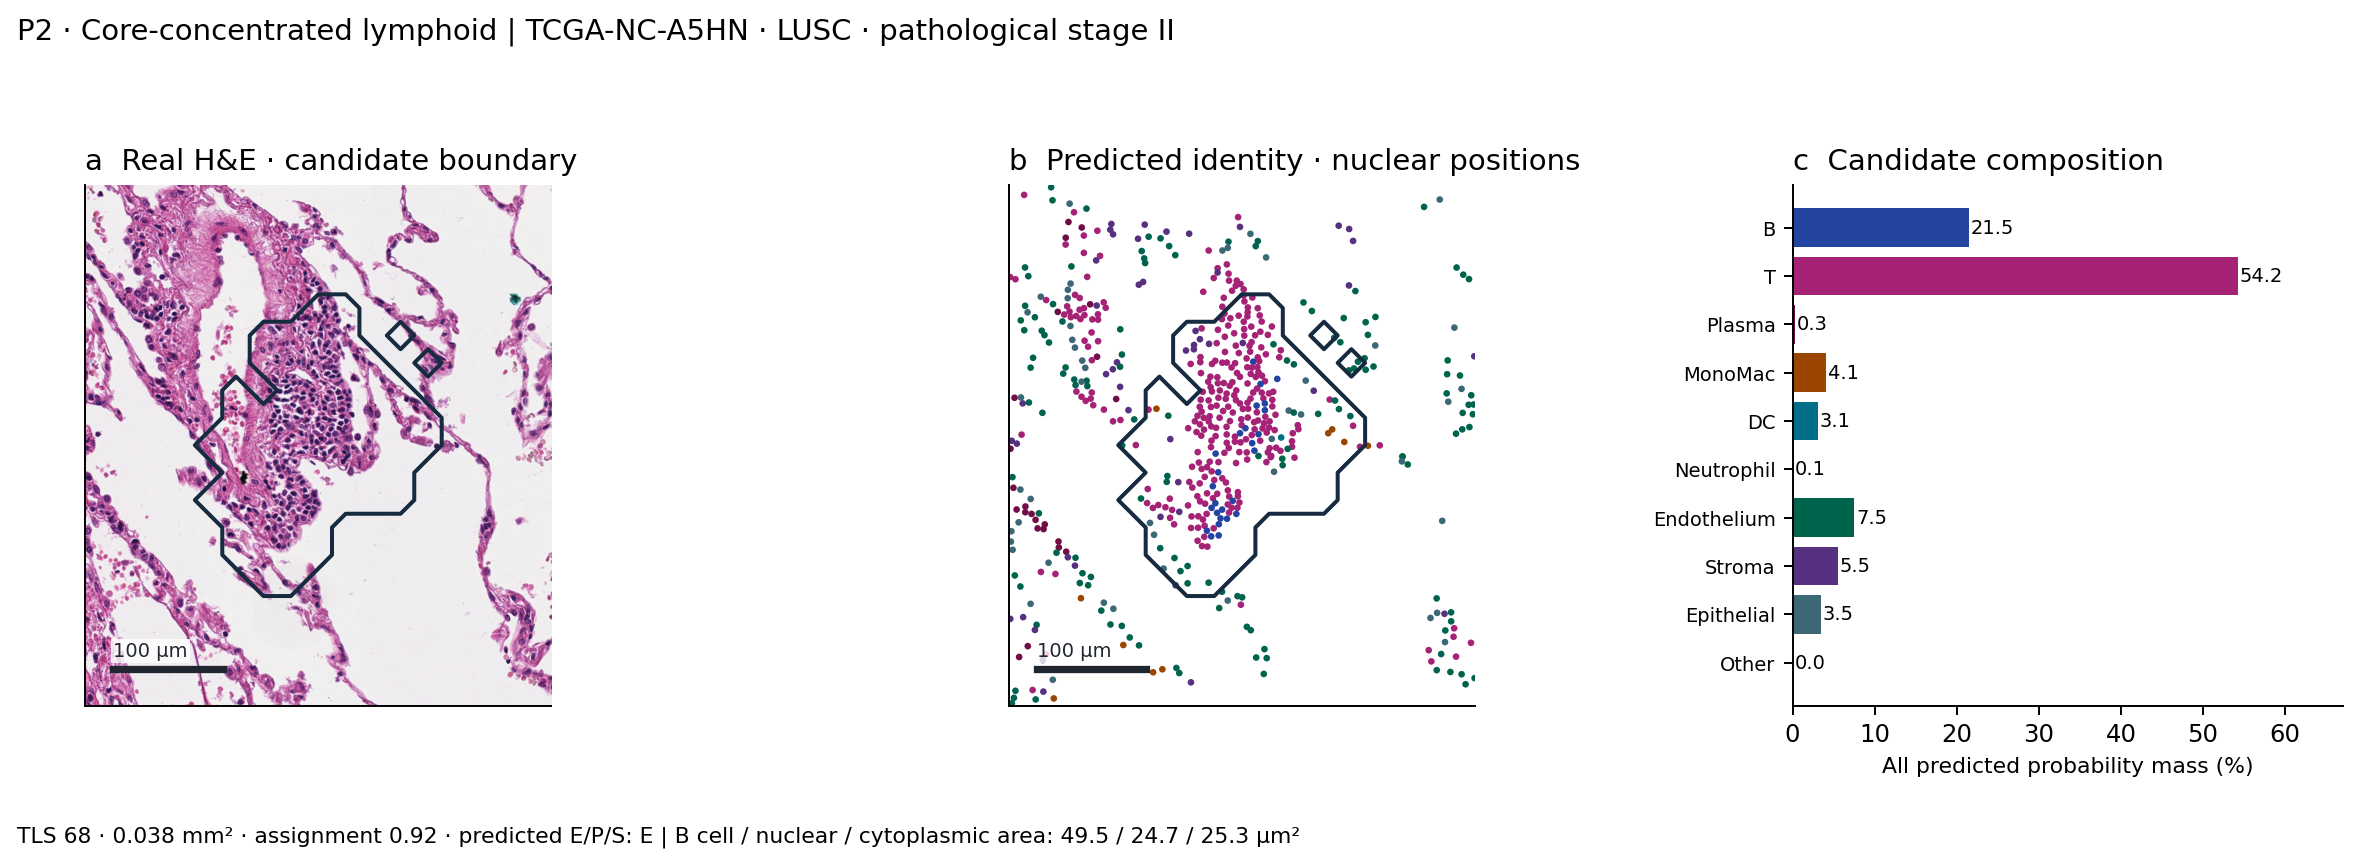 P2 · Core-concentrated lymphoid | TCGA-NC-A5HN · LUSC · pathological stage II
a  Real H&E · candidate boundary
100 µm
b  Predicted identity · nuclear positions
100 µm
c  Candidate composition
B 21.5
T 54.2
Plasma 0.3
MonoMac 4.1
DC 3.1
Neutrophil 0.1
Endothelium 7.5
Stroma 5.5
Epithelial 3.5
Other 0.0
0 10 20 30 40 50 60
All predicted probability mass (%)
TLS 68 · 0.038 mm² · assignment 0.92 · predicted E/P/S: E | B cell / nuclear / cytoplasmic area: 49.5 / 24.7 / 25.3 µm²